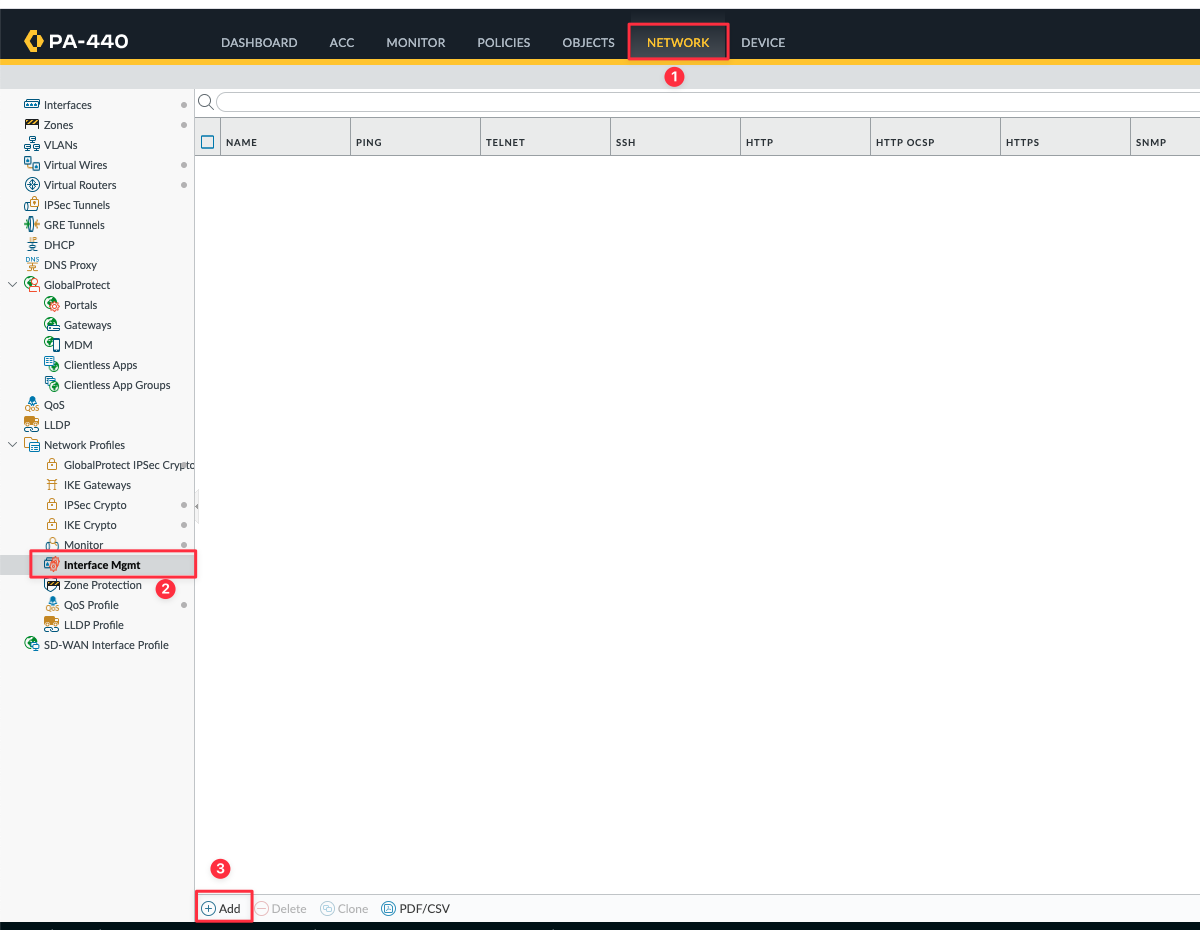 PA-440
DASHBOARD ACC MONITOR POLICIES OBJECTS NETWORK DEVICE
1
Interfaces
Zones
VLANs
Virtual Wires
Virtual Routers
IPSec Tunnels
GRE Tunnels
DHCP
DNS Proxy
GlobalProtect
Portals
Gateways
MDM
Clientless Apps
Clientless App Groups
QoS
LLDP
Network Profiles
GlobalProtect IPSec Crypto
IKE Gateways
IPSec Crypto
IKE Crypto
Monitor
Interface Mgmt
2
Zone Protection
QoS Profile
LLDP Profile
SD-WAN Interface Profile
NAME PING TELNET SSH HTTP HTTP OCSP HTTPS SNMP
3
Add Delete Clone PDF/CSV